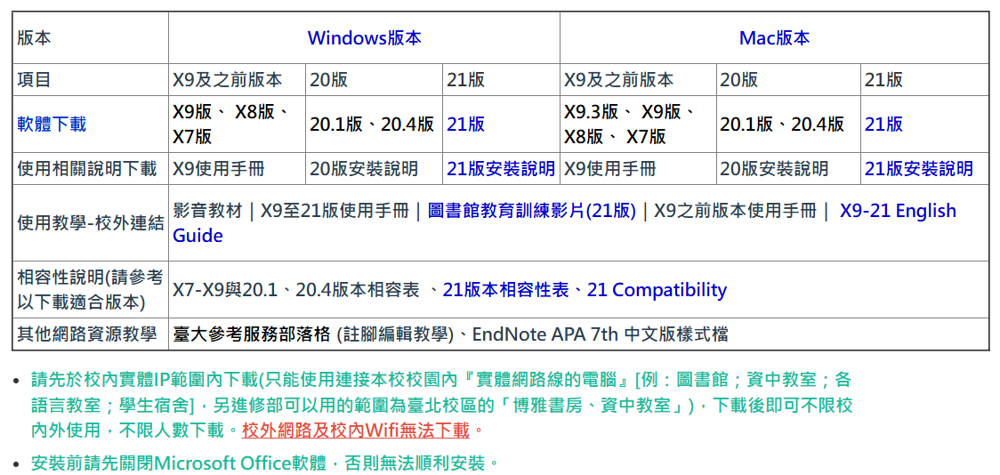 版本 Windows版本 Mac版本
項目 X9及之前版本 20版 21版 X9及之前版本 20版 21版
軟體下載 X9版、 X8版、 X7版 20.1版、20.4版 21版 X9.3版、 X9版、 X8版、 X7版 20.1版、20.4版 21版
使用相關說明下載 X9使用手冊 20版安裝說明 21版安裝說明 X9使用手冊 20版安裝說明 21版安裝說明
使用教學-校外連結 影音教材 | X9至21版使用手冊 | 圖書館教育訓練影片(21版) | X9之前版本使用手冊 | X9-21 English
Guide
相容性說明(請參考
以下載適合版本) X7-X9與20.1、20.4版本相容表 、21版本相容性表、21 Compatibility
其他網路資源教學 臺大參考服務部落格 (註腳編輯教學)、EndNote APA 7th 中文版樣式檔
• 請先於校內實體IP範圍內下載(只能使用連接本校校園內『實體網路線的電腦』[例：圖書館；資中教室；各
語言教室；學生宿舍]，另進修部可以用的範圍為臺北校區的「博雅書房、資中教室」)，下載後即可不限校
內外使用，不限人數下載。校外網路及校內Wifi無法下載。
• 安裝前請先關閉Microsoft Office軟體，否則無法順利安裝。